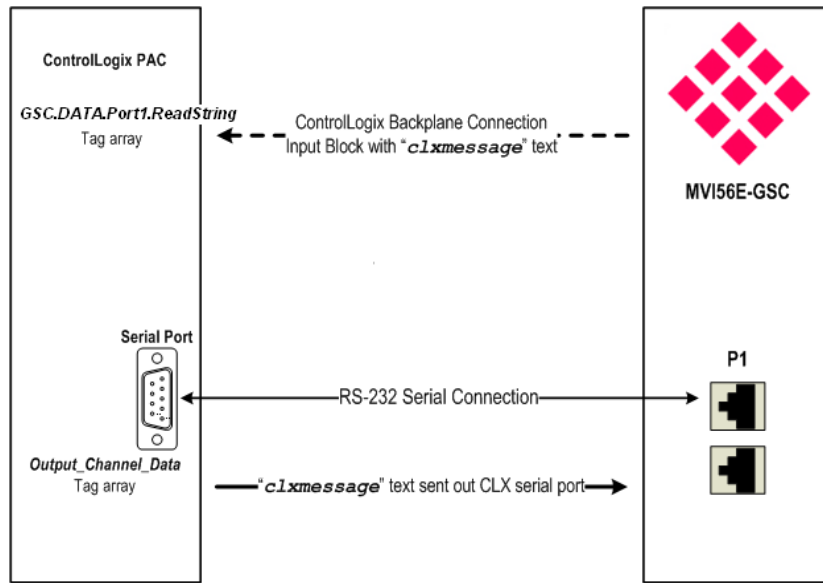 ControlLogix PAC
GSC.DATA.Port1.ReadString
Tag array
ControlLogix Backplane Connection
Input Block with “clxmessage” text
MVI56E-GSC
Serial Port
P1
RS-232 Serial Connection
Output_Channel_Data
Tag array
“clxmessage” text sent out CLX serial port